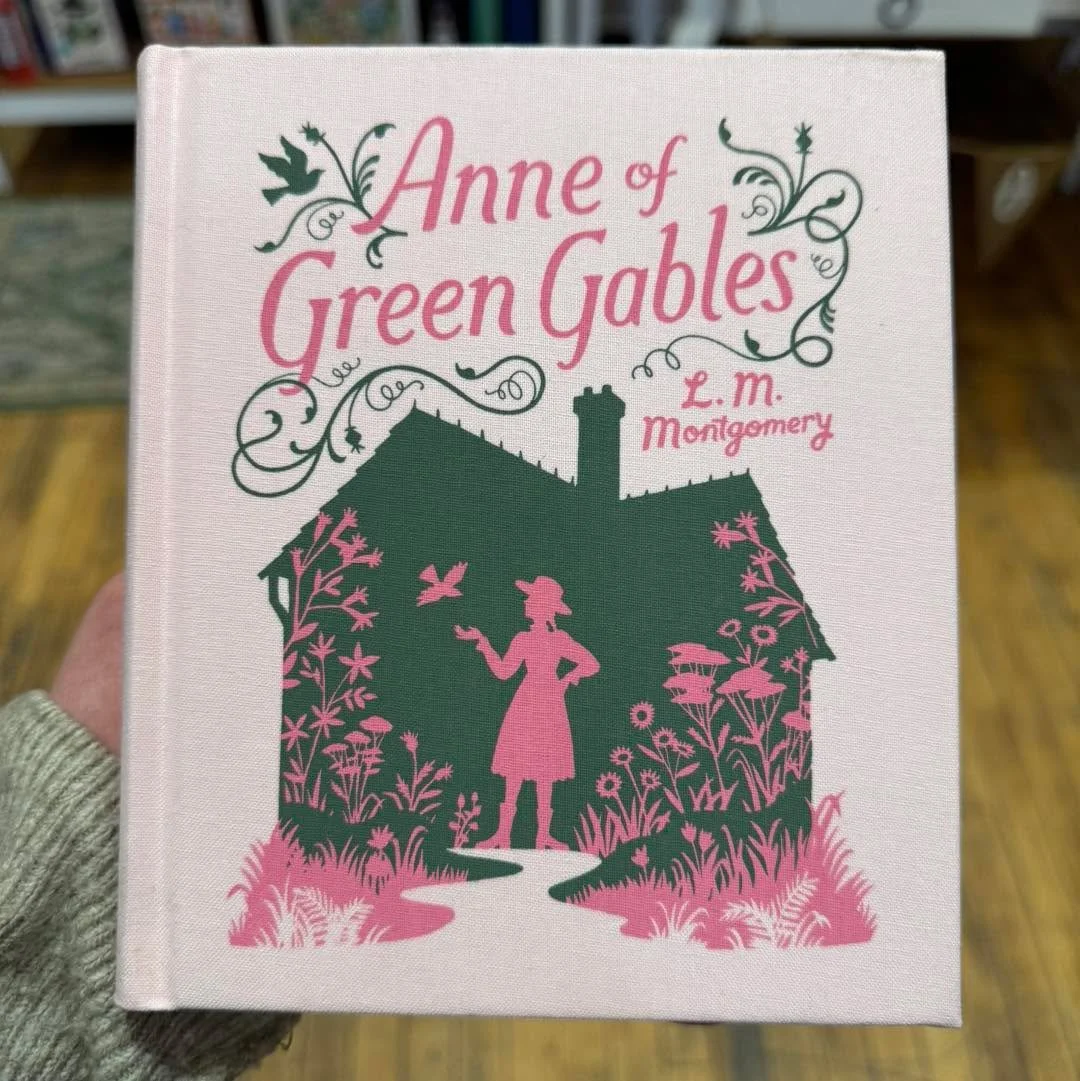 Anne of
Green Gables
L. M.
Montgomery